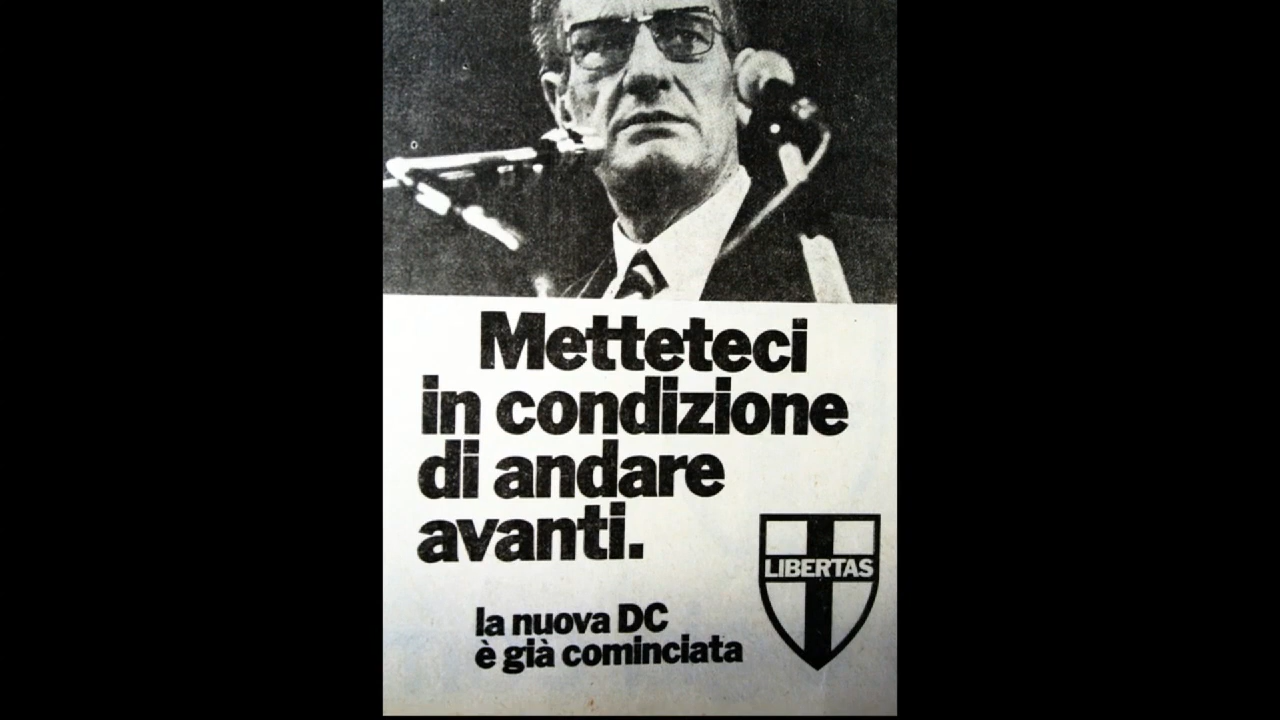 Metteteci
in condizione
di andare
avanti.
LIBERTAS
la nuova DC
è già cominciata